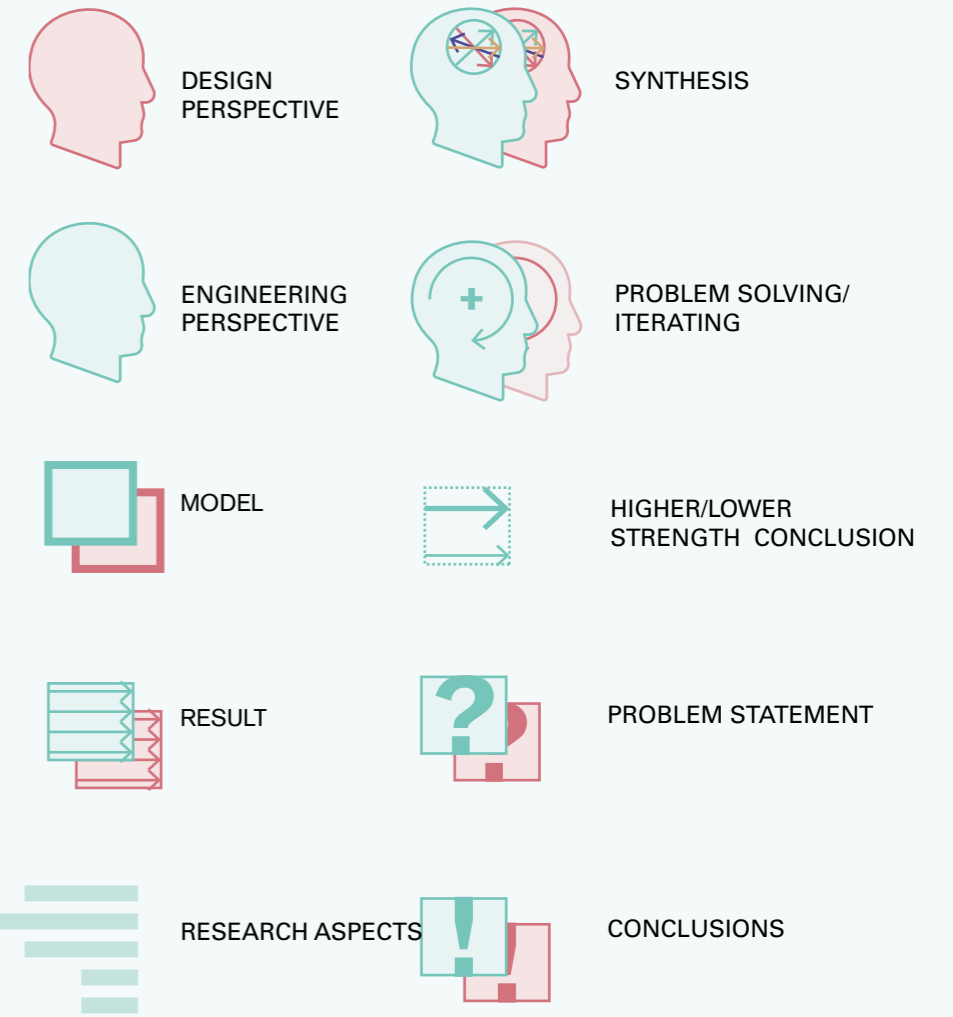 DESIGN
PERSPECTIVE
SYNTHESIS
ENGINEERING
PERSPECTIVE
PROBLEM SOLVING/
ITERATING
MODEL
HIGHER/LOWER
STRENGTH  CONCLUSION
RESULT
?
?
PROBLEM STATEMENT
RESEARCH ASPECTS
!
!
CONCLUSIONS